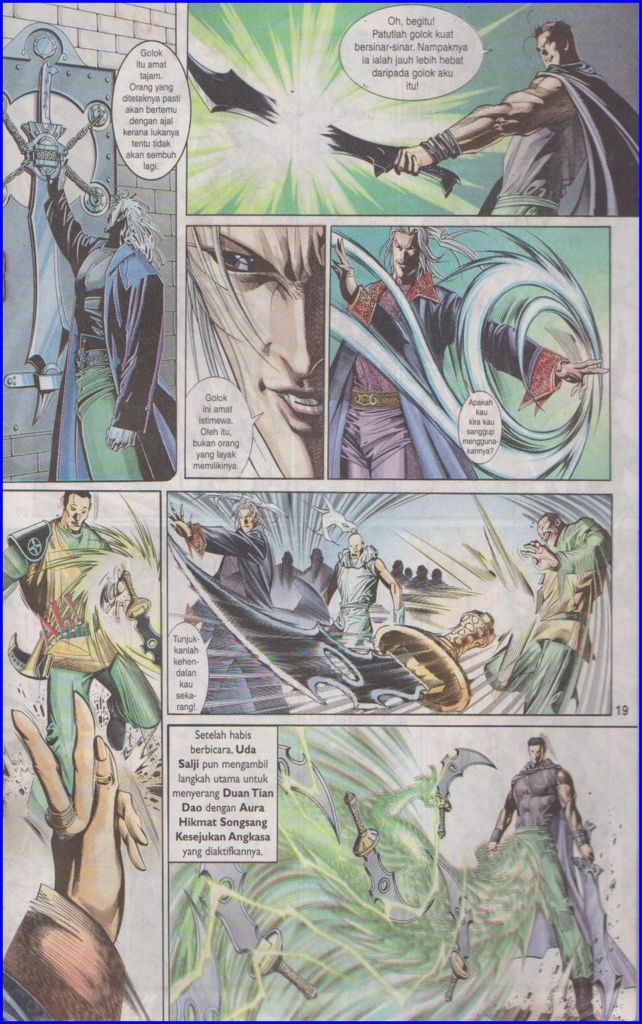 Golok
itu amat
tajam.
Orang yang
ditetaknya pasti
akan bertemu
dengan ajal
kerana lukanya
tentu tidak
akan sembuh
lagi.
Oh, begitu!
Patutlah golok kuat
bersinar-sinar. Nampaknya
ia ialah jauh lebih hebat
daripada golok aku
itu!
Golok
ini amat
istimewa.
Oleh itu,
bukan orang
yang layak
memilikinya.
Apakah
kau
kira kau
sanggup
mengguna-
kannya?
Ah!
Tunjuk-
kanlah
kehen-
dalan
kau
seka-
rang!
19
Setelah habis
berbicara, Uda
Salji pun mengambil
langkah utama untuk
menyerang Duan Tian
Dao dengan Aura
Hikmat Songsang
Kesejukan Angkasa
yang diaktifkannya.